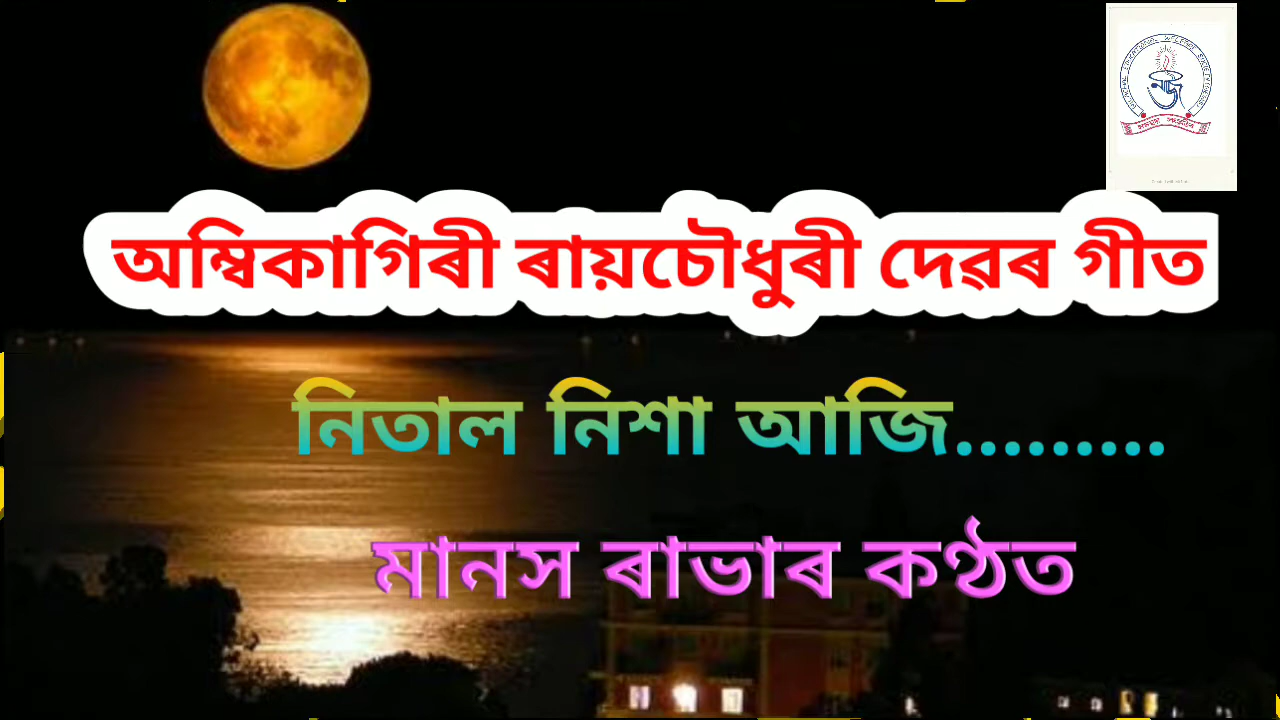 অম্বিকাগিৰী ৰায়চৌধুৰী দেৱৰ গীত
নিতাল নিশা আজি.........
মানস ৰাভাৰ কণ্ঠত